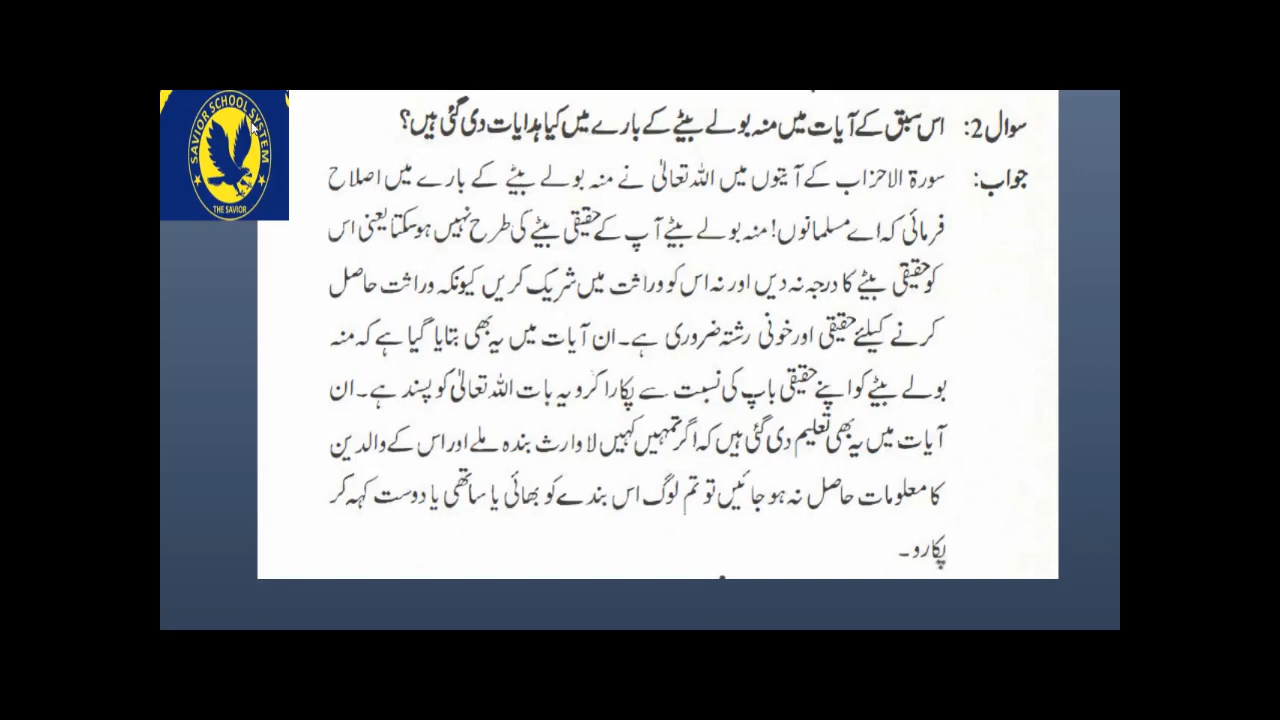 SAVIOR SCHOOL SYSTEM
THE SAVIOR
سوال 2: اس سبق کے آیات میں منہ بولے بیٹے کے بارے میں کیا ہدایات دی گئی ہیں؟
جواب: سورۃ الاحزاب کے آیتوں میں اللہ تعالیٰ نے منہ بولے بیٹے کے بارے میں اصلاح
فرمائی کہ اے مسلمانوں! منہ بولے بیٹے آپ کے حقیقی بیٹے کی طرح نہیں ہوسکتا یعنی اس
کو حقیقی بیٹے کا درجہ نہ دیں اور نہ اس کو وراثت میں شریک کریں کیونکہ وراثت حاصل
کرنے کیلئے حقیقی اور خونی رشتہ ضروری ہے۔ ان آیات میں یہ بھی بتایا گیا ہے کہ منہ
بولے بیٹے کو اپنے حقیقی باپ کی نسبت سے پکارا کرو یہ بات اللہ تعالیٰ کو پسند ہے۔ ان
آیات میں یہ بھی تعلیم دی گئی ہیں کہ اگر تمہیں کہیں لاوارث بندہ ملے اور اس کے والدین
کا معلومات حاصل نہ ہو جائیں تو تم لوگ اس بندے کو بھائی یا ساتھی یا دوست کہہ کر
پکارو۔